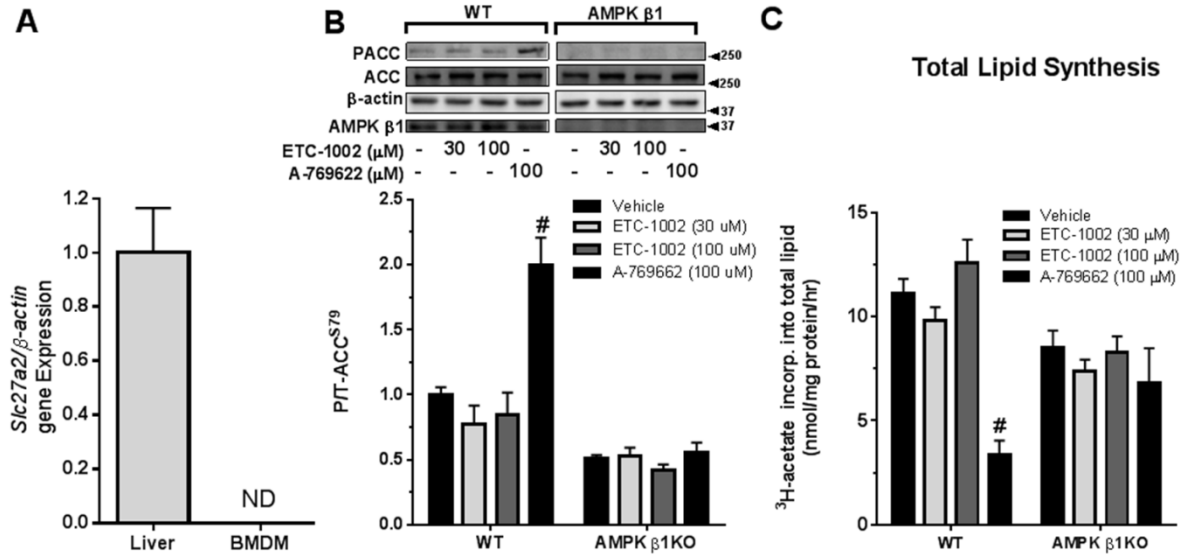 A
B
C
WT
AMPK β1
PACC
◄250
ACC
◄250
β-actin
◄37
AMPK β1
◄37
ETC-1002 (μM) - 30 100 - - 30 100 -
A-769622 (μM) - - - 100 - - - 100
Total Lipid Synthesis
Slc27a2/β-actin
gene Expression
1.2
1.0
0.8
0.6
0.4
0.2
0.0
ND
Liver
BMDM
P/T-ACC^S79
2.5
2.0
1.5
1.0
0.5
0.0
#
Vehicle
ETC-1002 (30 uM)
ETC-1002 (100 uM)
A-769662 (100 uM)
WT
AMPK β1KO
³H-acetate incorp. into total lipid
(nmol/mg protein/hr)
15
10
5
0
#
Vehicle
ETC-1002 (30 μM)
ETC-1002 (100 μM)
A-769662 (100 μM)
WT
AMPK β1KO